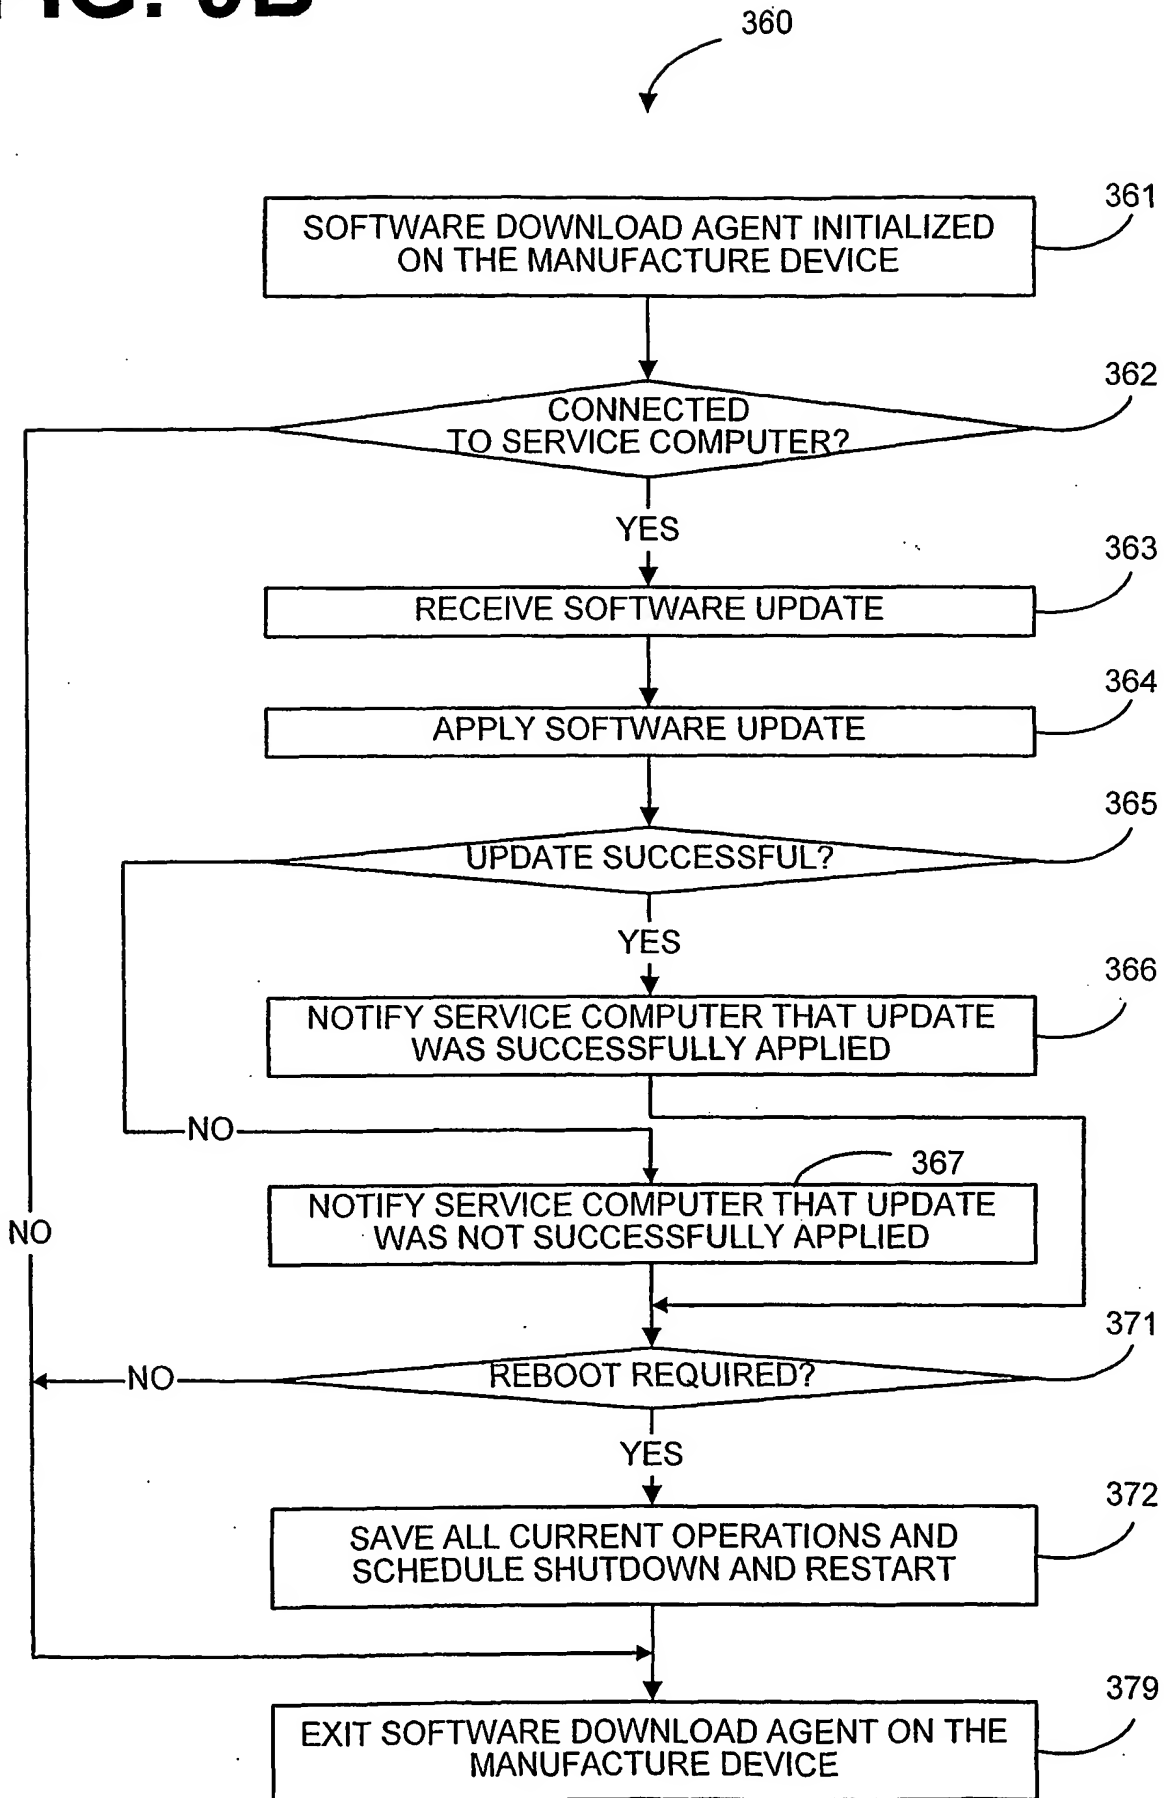 360
361
SOFTWARE DOWNLOAD AGENT INITIALIZED
ON THE MANUFACTURE DEVICE
362
CONNECTED
TO SERVICE COMPUTER?
YES
363
RECEIVE SOFTWARE UPDATE
364
APPLY SOFTWARE UPDATE
365
UPDATE SUCCESSFUL?
YES
366
NOTIFY SERVICE COMPUTER THAT UPDATE
WAS SUCCESSFULLY APPLIED
NO
367
NOTIFY SERVICE COMPUTER THAT UPDATE
WAS NOT SUCCESSFULLY APPLIED
NO
371
REBOOT REQUIRED?
NO
YES
372
SAVE ALL CURRENT OPERATIONS AND
SCHEDULE SHUTDOWN AND RESTART
379
EXIT SOFTWARE DOWNLOAD AGENT ON THE
MANUFACTURE DEVICE